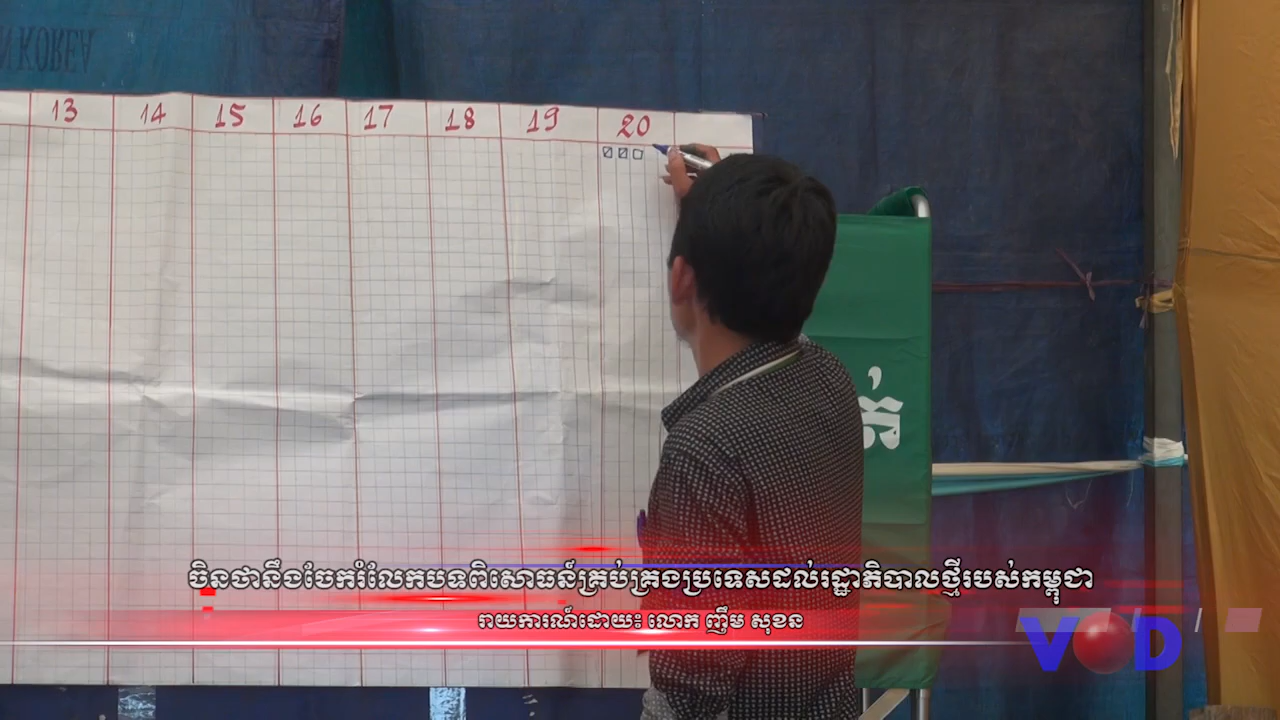 N KOREA
13 14 15 16 17 18 19 20
ចិនថានឹងចែករំលែកបទពិសោធន៍គ្រប់គ្រងប្រទេសដល់រដ្ឋាភិបាលថ្មីរបស់កម្ពុជា
រាយការណ៍ដោយ៖ លោក ញឹម សុខន
VOD